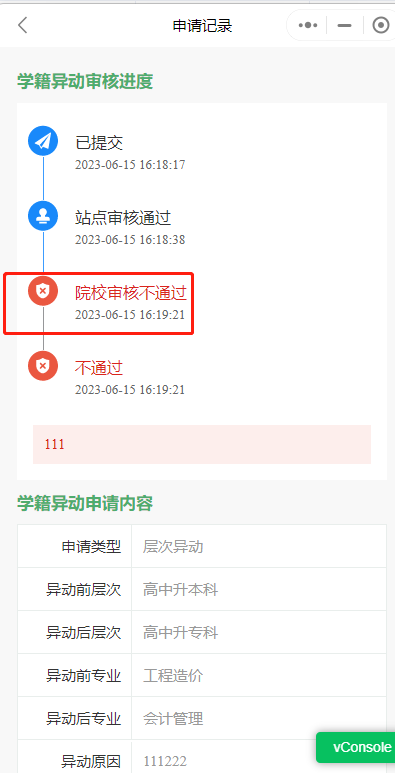 申请记录
学籍异动审核进度
已提交
2023-06-15 16:18:17
站点审核通过
2023-06-15 16:18:38
院校审核不通过
2023-06-15 16:19:21
不通过
2023-06-15 16:19:21
111
学籍异动申请内容
申请类型 层次异动
异动前层次 高中升本科
异动后层次 高中升专科
异动前专业 工程造价
异动后专业 会计管理
异动原因 111222
vConsole